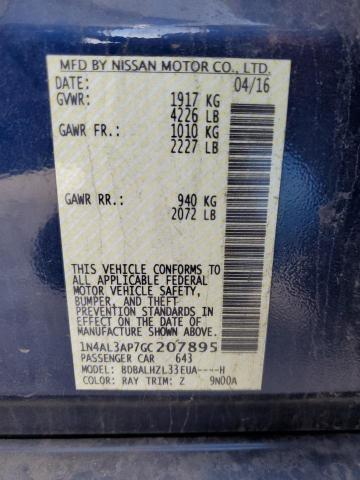 MFD BY NISSAN MOTOR CO., LTD.
DATE: 04/16
GVWR: 1917 KG
4226 LB
GAWR FR.: 1010 KG
2227 LB
GAWR RR.: 940 KG
2072 LB
THIS VEHICLE CONFORMS TO
ALL APPLICABLE FEDERAL
MOTOR VEHICLE SAFETY,
BUMPER, AND THEFT-
PREVENTION STANDARDS IN
EFFECT ON THE DATE OF
MANUFACTURE SHOWN ABOVE.
1N4AL3AP7GC207895
PASSENGER CAR 643
MODEL: BDBALHZL33EUA----H
COLOR: RAY TRIM: Z 9N00A